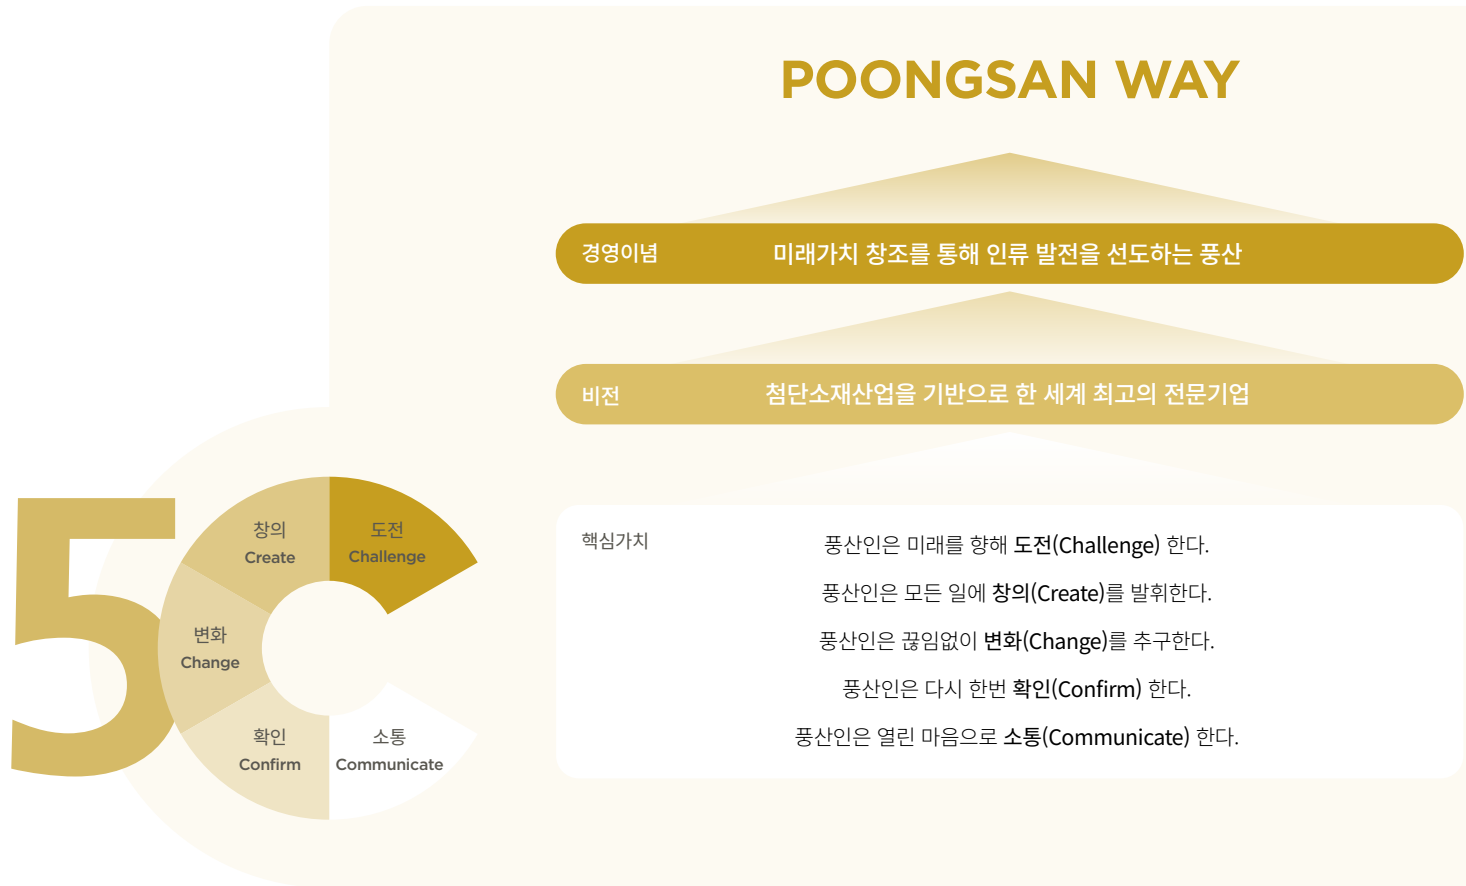 POONGSAN WAY
경영이념
미래가치 창조를 통해 인류 발전을 선도하는 풍산
비전
첨단소재산업을 기반으로 한 세계 최고의 전문기업
5
창의
Create
도전
Challenge
변화
Change
확인
Confirm
소통
Communicate
핵심가치
풍산인은 미래를 향해 도전(Challenge) 한다.
풍산인은 모든 일에 창의(Create)를 발휘한다.
풍산인은 끊임없이 변화(Change)를 추구한다.
풍산인은 다시 한번 확인(Confirm) 한다.
풍산인은 열린 마음으로 소통(Communicate) 한다.